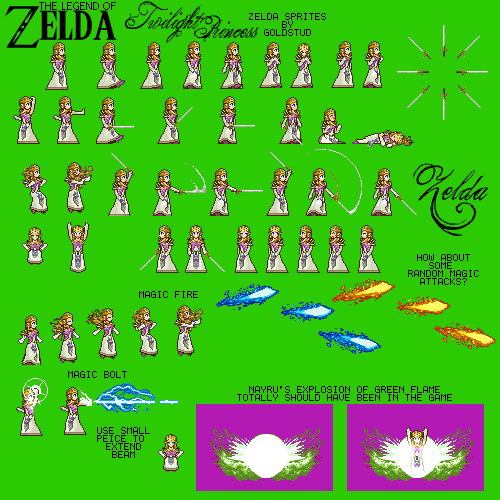 THE LEGEND OF
ZELDA
Twilight Princess
ZELDA SPRITES
BY
GOLDSTUD
Zelda
HOW ABOUT
SOME
RANDOM MAGIC
ATTACKS?
MAGIC FIRE
MAGIC BOLT
USE SMALL
PEICE TO
EXTEND
BEAM
NAYRU'S EXPLOSION OF GREEN FLAME
TOTALLY SHOULD HAVE BEEN IN THE GAME